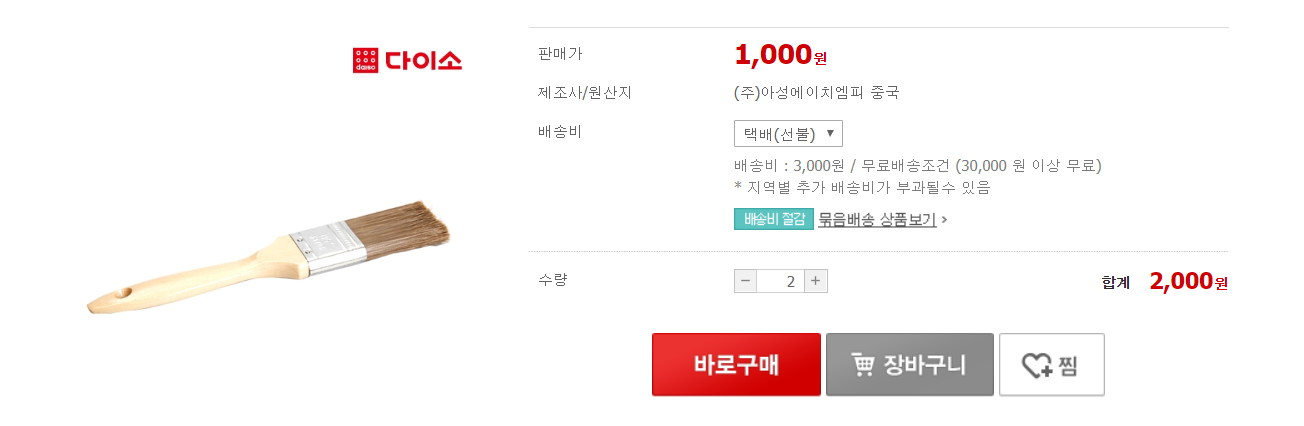 daiso 다이소
판매가 1,000원
제조사/원산지 (주)아성에이치엠피 중국
배송비 택배(선불) ▼
배송비 : 3,000원 / 무료배송조건 (30,000 원 이상 무료)
* 지역별 추가 배송비가 부과될수 있음
배송비 절감 묶음배송 상품보기 ›
수량 − 2 + 합계 2,000원
바로구매 장바구니 찜